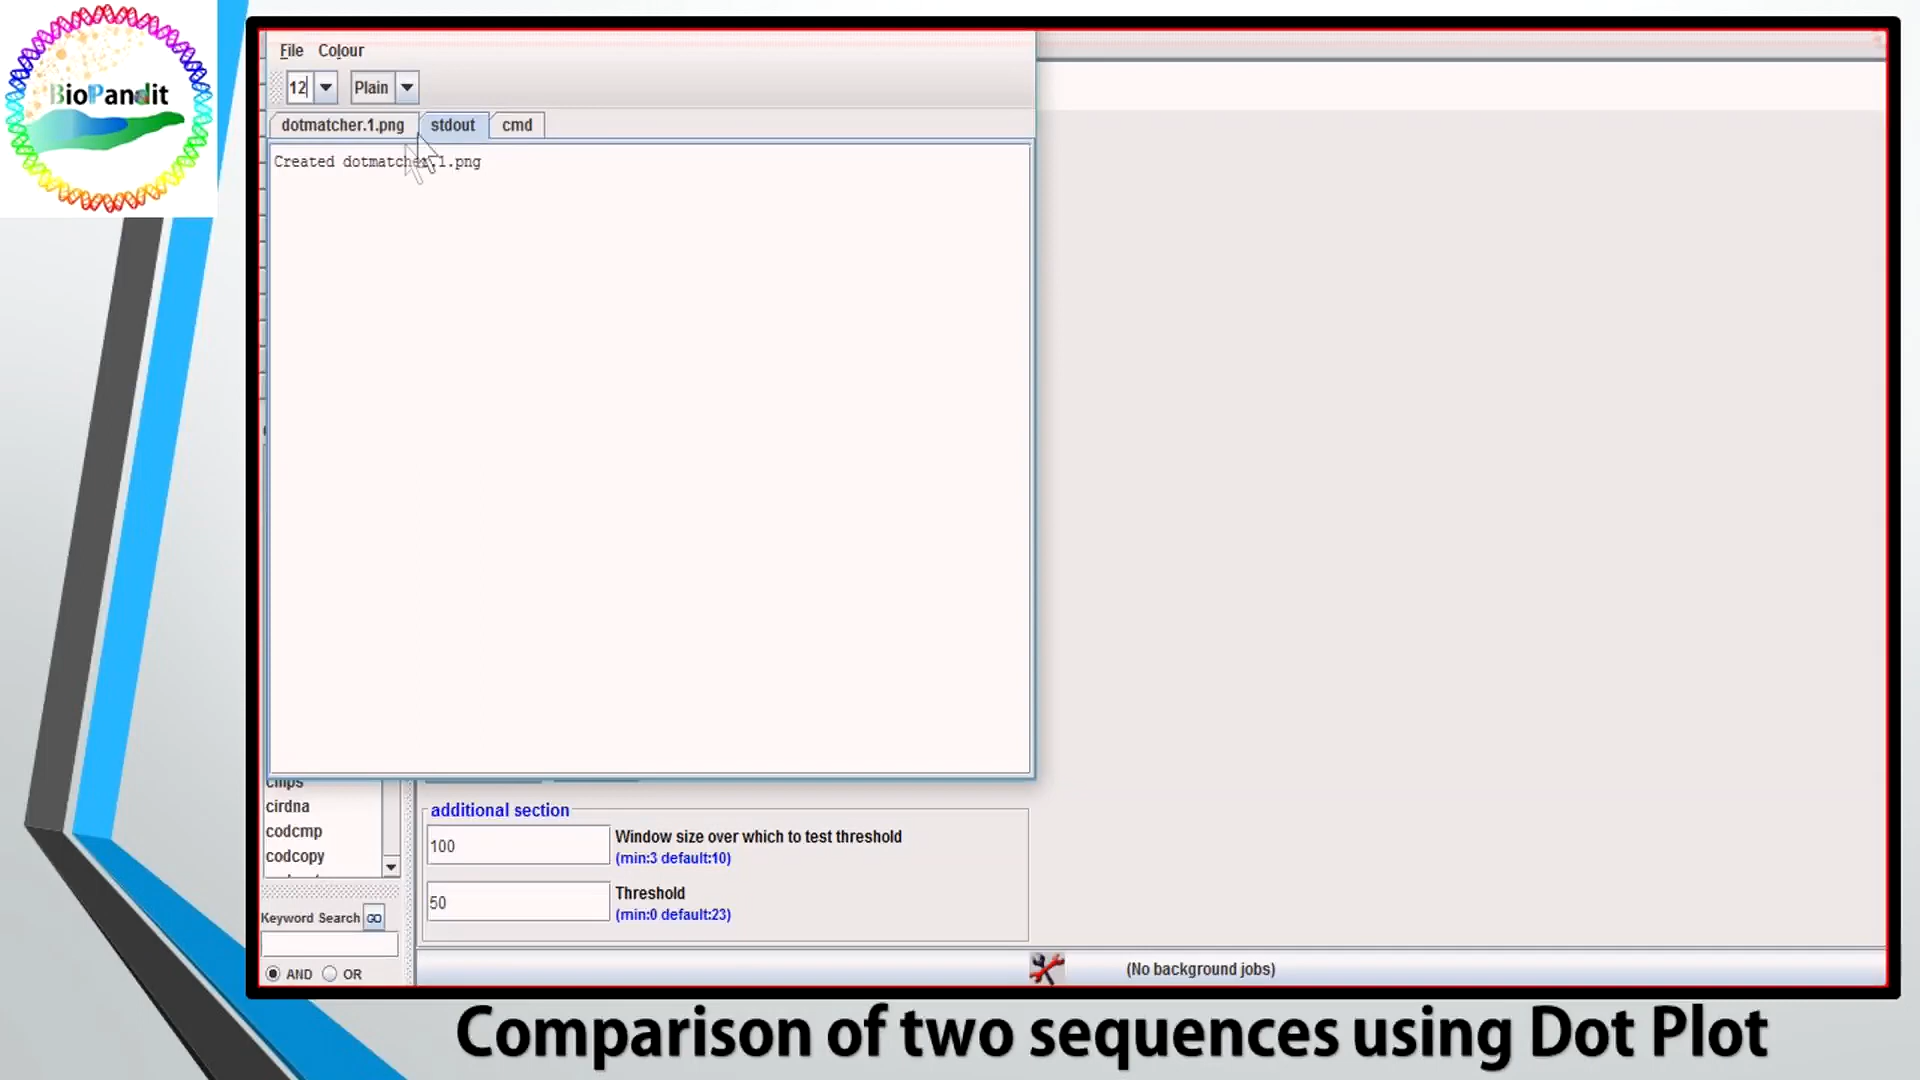 BioPandit
File Colour
12 Plain
dotmatcher.1.png stdout cmd
Created dotmatcher.1.png
chips
cirdna
codcmp
codcopy
Keyword Search GO
AND OR
additional section
100 Window size over which to test threshold
(min:3 default:10)
50 Threshold
(min:0 default:23)
(No background jobs)
Comparison of two sequences using Dot Plot